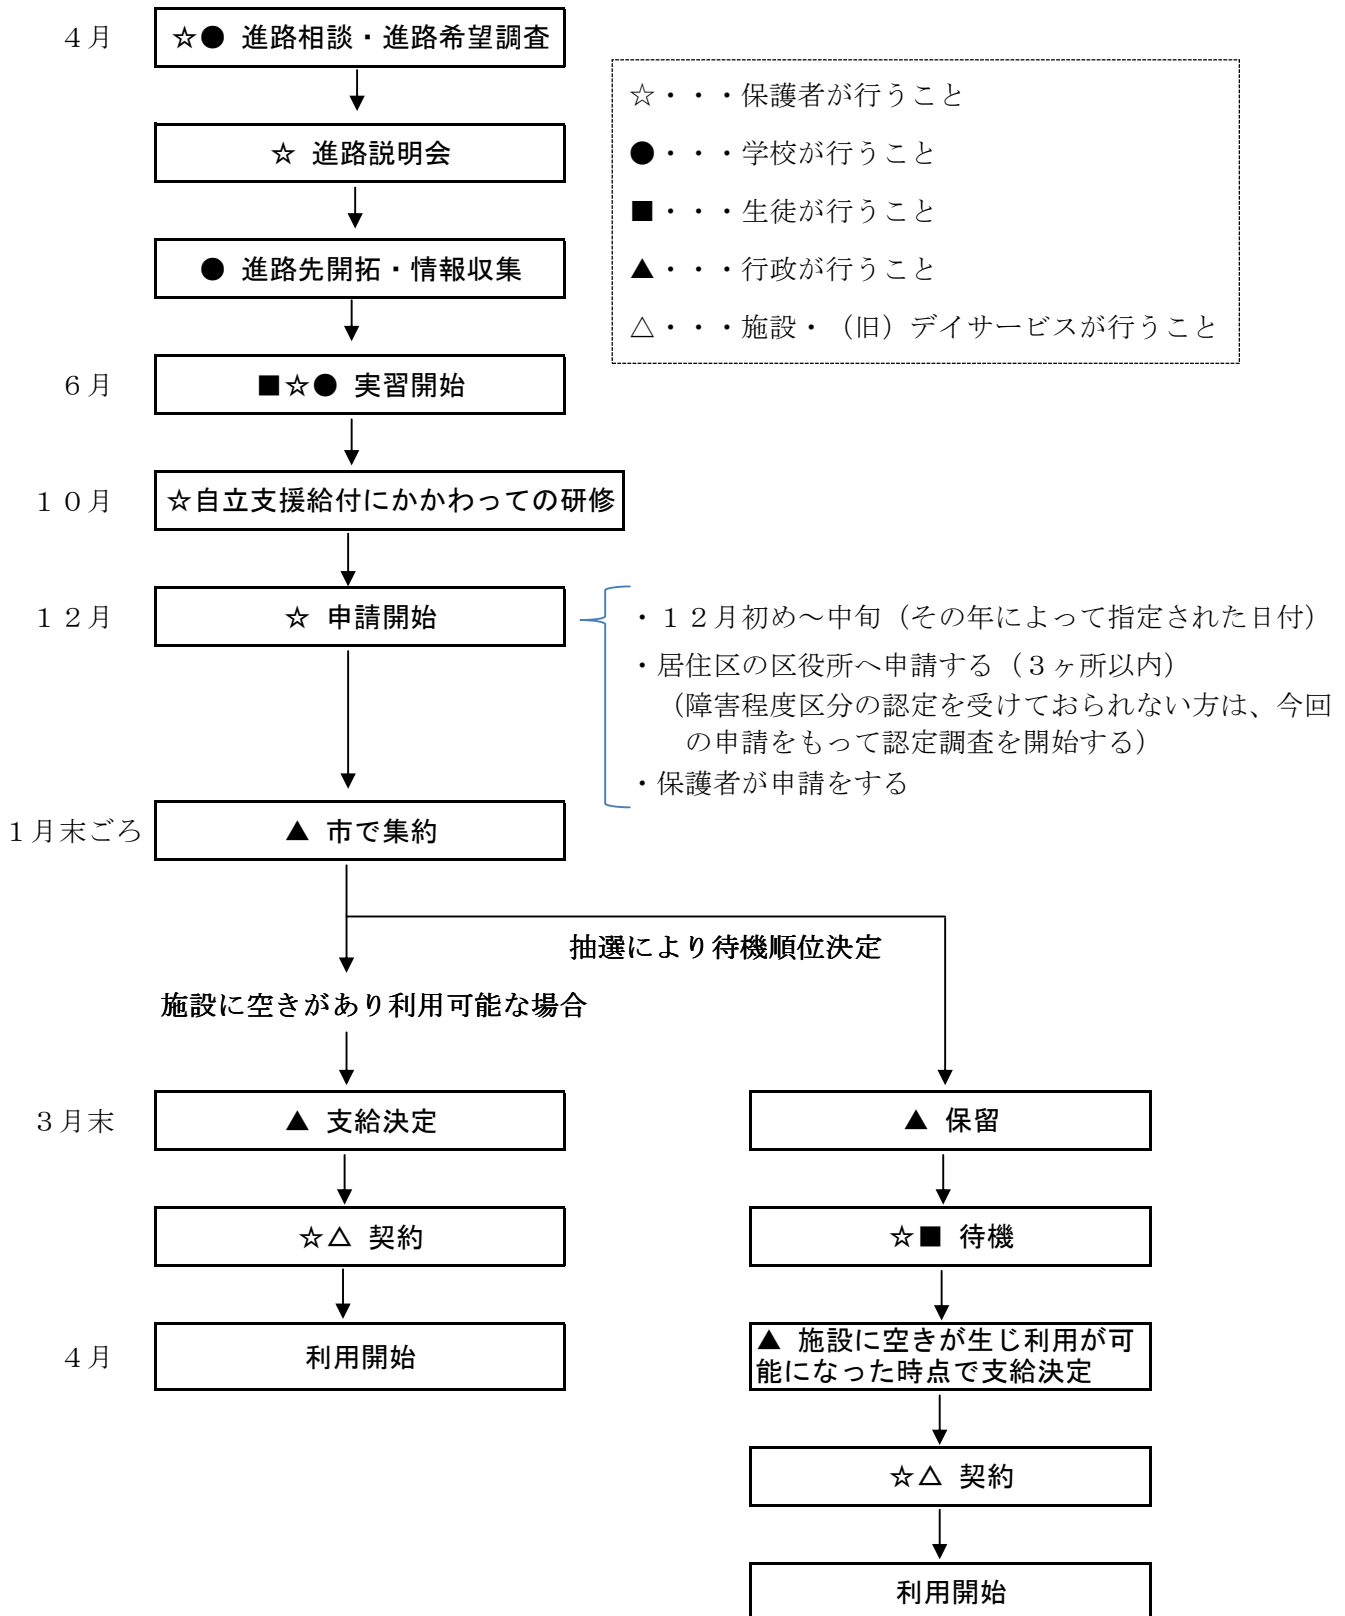 4月
☆● 進路相談・進路希望調査
☆・・・保護者が行うこと
●・・・学校が行うこと
■・・・生徒が行うこと
▲・・・行政が行うこと
△・・・施設・（旧）デイサービスが行うこと
☆ 進路説明会
● 進路先開拓・情報収集
６月
■☆● 実習開始
１０月
☆自立支援給付にかかわっての研修
１２月
☆ 申請開始
・１２月初め～中旬（その年によって指定された日付）
・居住区の区役所へ申請する（３ヶ所以内）
（障害程度区分の認定を受けておられない方は、今回
の申請をもって認定調査を開始する）
・保護者が申請をする
１月末ごろ
▲ 市で集約
抽選により待機順位決定
施設に空きがあり利用可能な場合
３月末
▲ 支給決定
▲ 保留
☆△ 契約
☆■ 待機
４月
利用開始
▲ 施設に空きが生じ利用が可
能になった時点で支給決定
☆△ 契約
利用開始